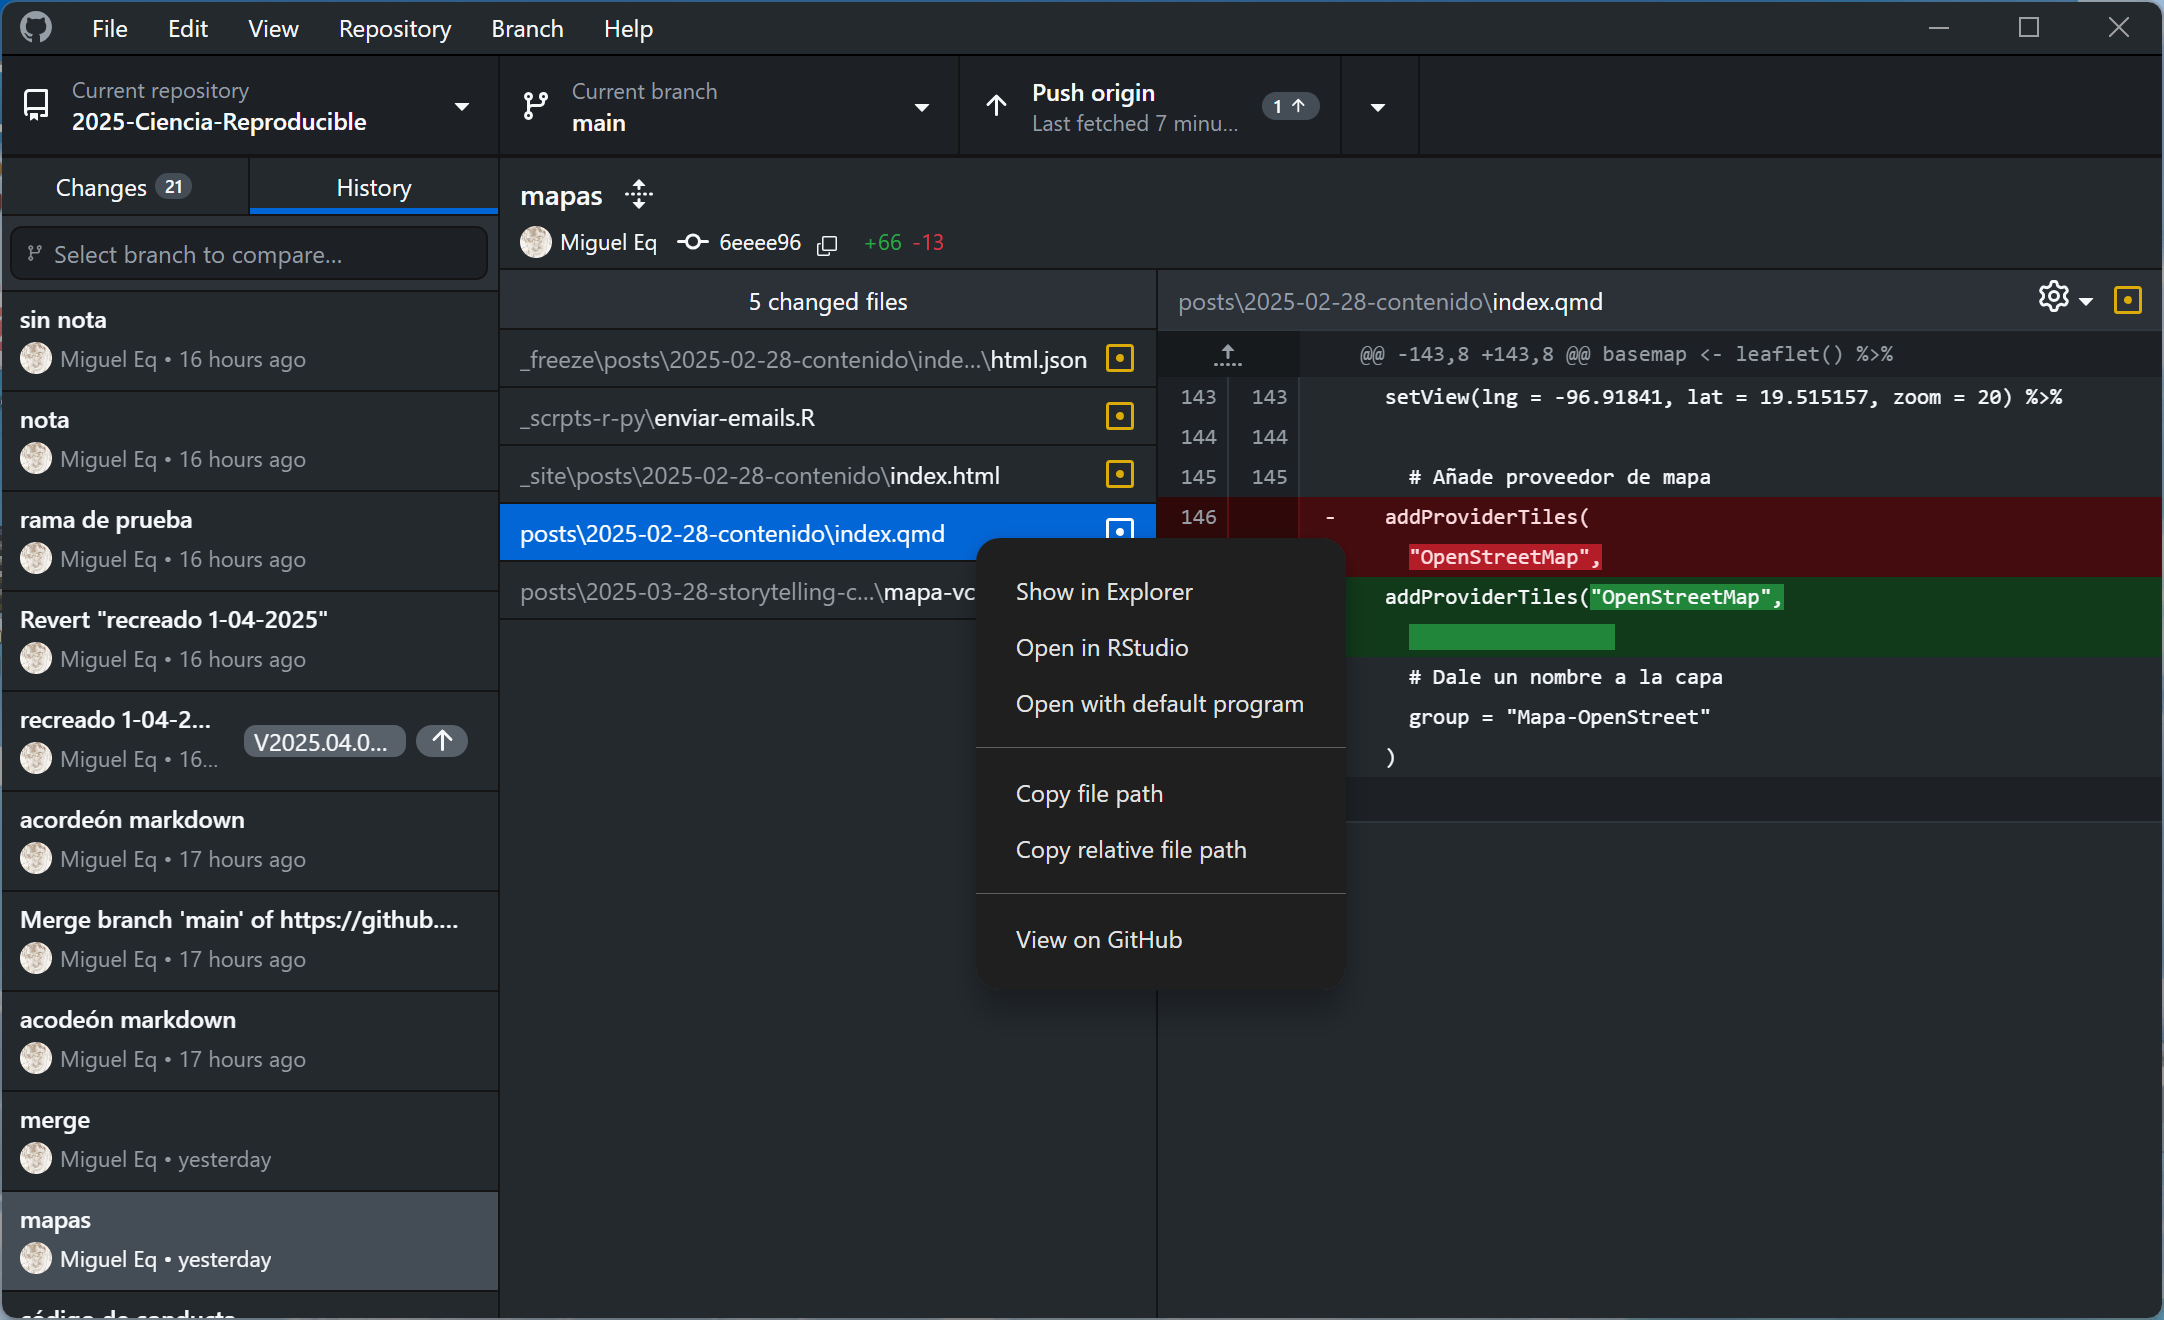 File Edit View Repository Branch Help
Current repository
2025-Ciencia-Reproducible
Current branch
main
Push origin
Last fetched 7 minu...
1
Changes 21
History
Select branch to compare...
sin nota
Miguel Eq • 16 hours ago
nota
Miguel Eq • 16 hours ago
rama de prueba
Miguel Eq • 16 hours ago
Revert "recreado 1-04-2025"
Miguel Eq • 16 hours ago
recreado 1-04-2...
Miguel Eq • 16...
V2025.04.0...
acordeón markdown
Miguel Eq • 17 hours ago
Merge branch 'main' of https://github....
Miguel Eq • 17 hours ago
acodeón markdown
Miguel Eq • 17 hours ago
merge
Miguel Eq • yesterday
mapas
Miguel Eq • yesterday
código de conducta
mapas
Miguel Eq 6eeee96 +66 -13
5 changed files
_freeze\posts\2025-02-28-contenido\inde...\html.json
_scrpts-r-py\enviar-emails.R
_site\posts\2025-02-28-contenido\index.html
posts\2025-02-28-contenido\index.qmd
posts\2025-03-28-storytelling-c...\mapa-vc
Show in Explorer
Open in RStudio
Open with default program
Copy file path
Copy relative file path
View on GitHub
posts\2025-02-28-contenido\index.qmd
@@ -143,8 +143,8 @@ basemap <- leaflet() %>%
143 143 setView(lng = -96.91841, lat = 19.515157, zoom = 20) %>%
144 144
145 145 # Añade proveedor de mapa
146 - addProviderTiles(
"OpenStreetMap",
addProviderTiles("OpenStreetMap",
# Dale un nombre a la capa
group = "Mapa-OpenStreet"
)